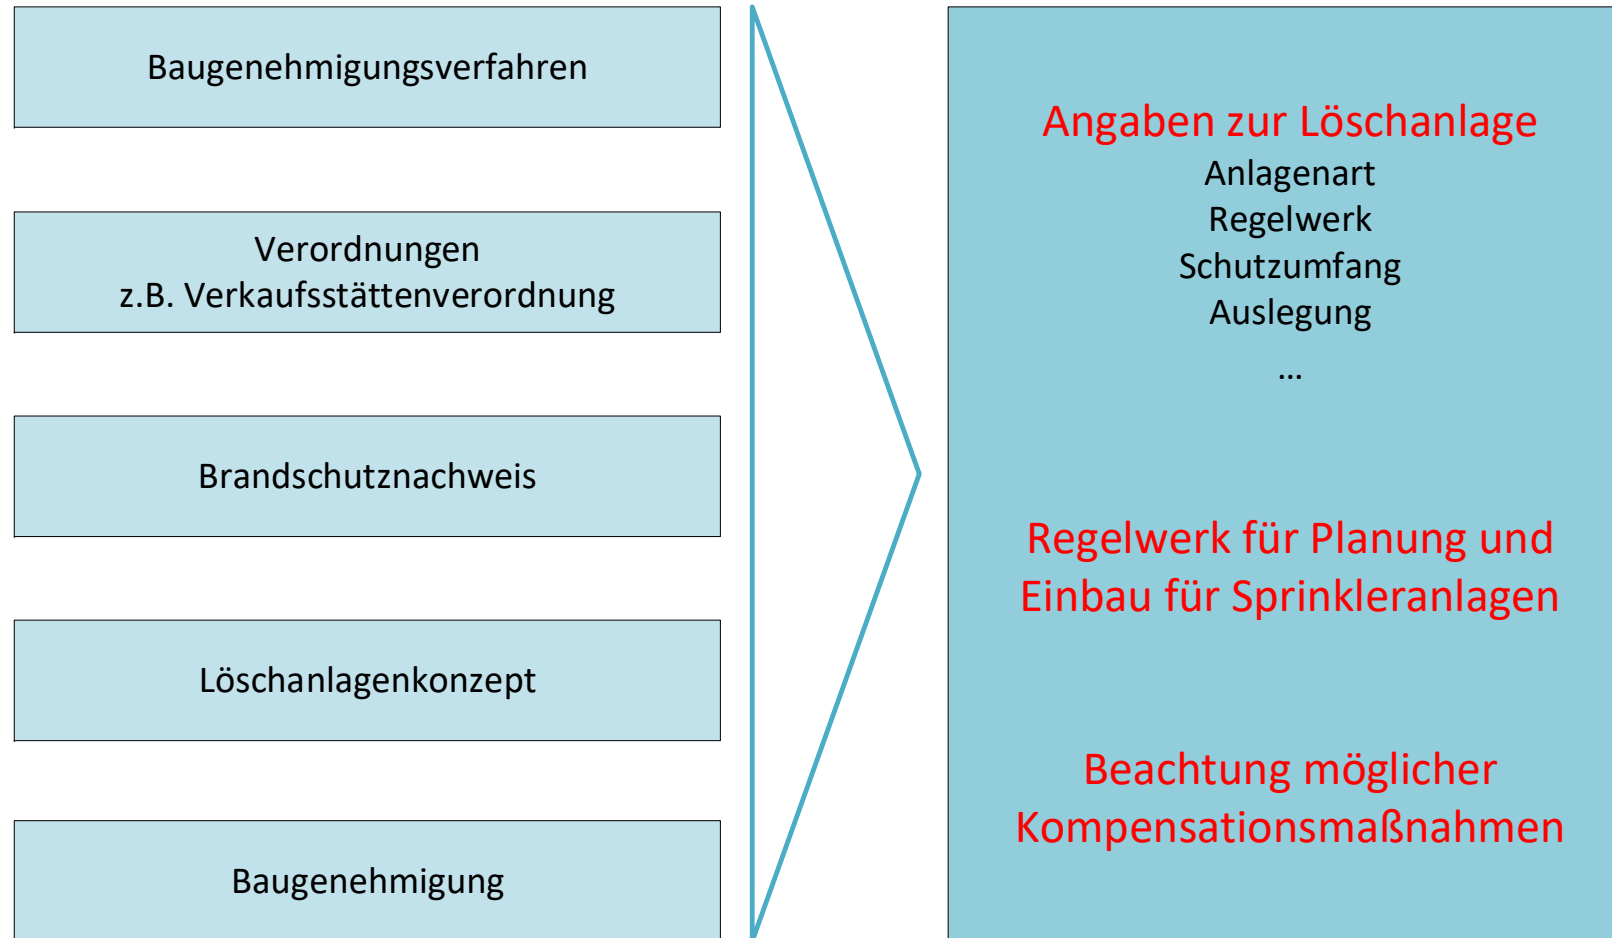 Baugenehmigungsverfahren
Verordnungen
z.B. Verkaufsstättenverordnung
Brandschutznachweis
Löschanlagenkonzept
Baugenehmigung
Angaben zur Löschanlage
Anlagenart
Regelwerk
Schutzumfang
Auslegung
...
Regelwerk für Planung und
Einbau für Sprinkleranlagen
Beachtung möglicher
Kompensationsmaßnahmen